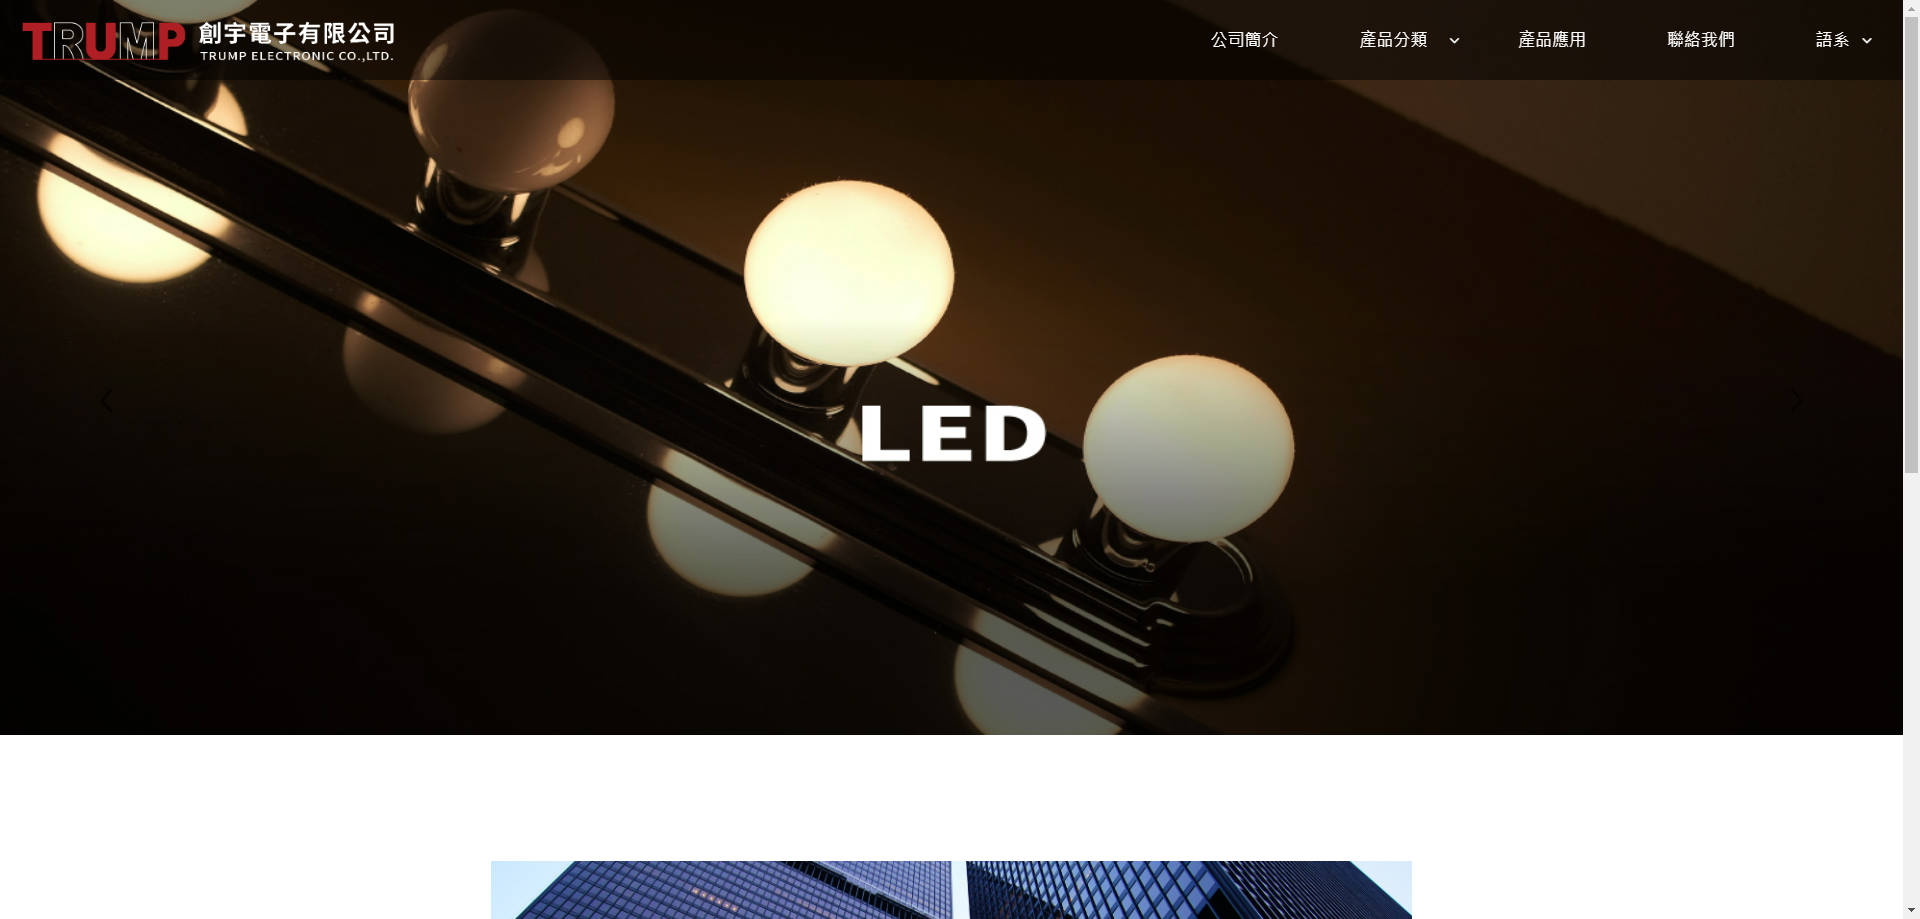 TRUMP
創宇電子有限公司
TRUMP ELECTRONIC CO.,LTD.
公司簡介
產品分類
產品應用
聯絡我們
語系
LED